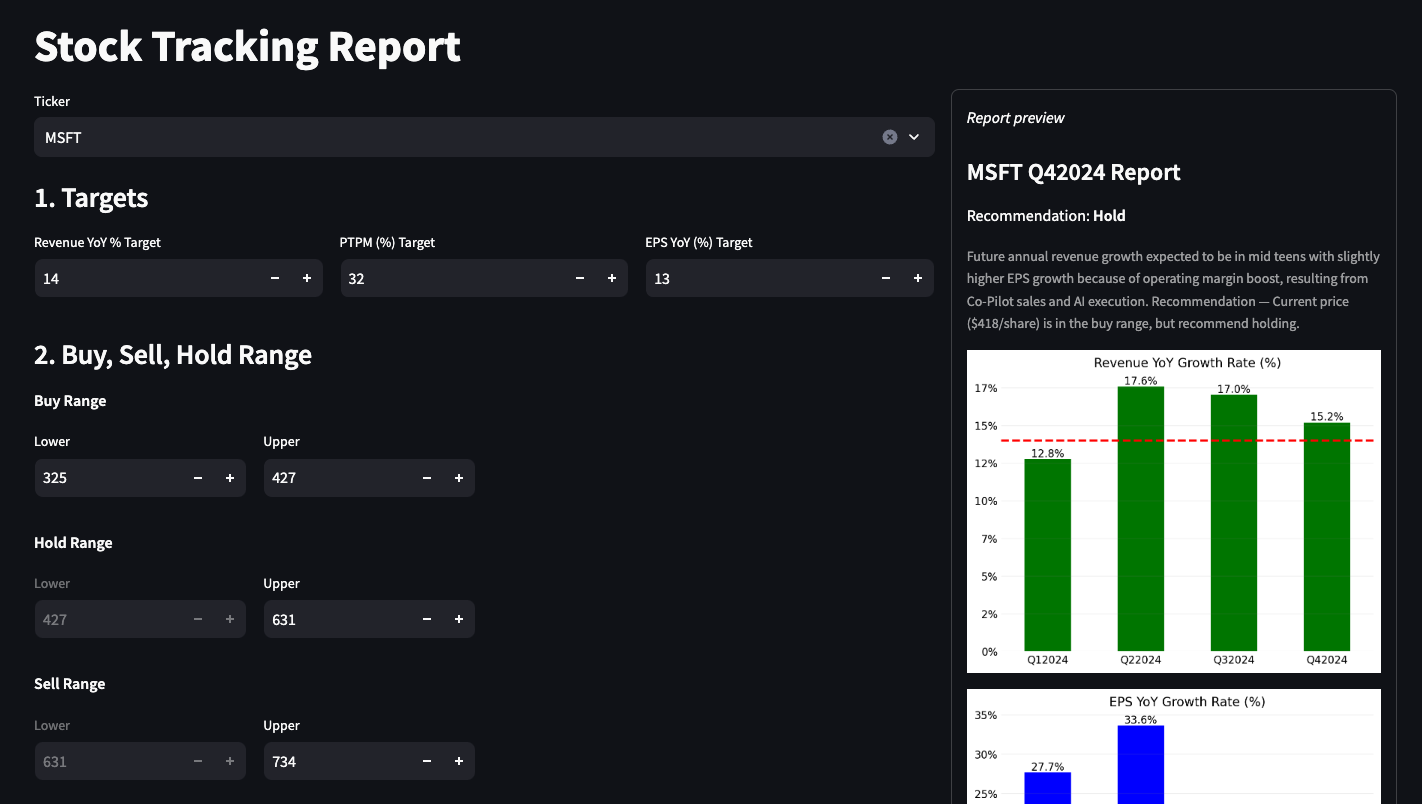 Stock Tracking Report
Ticker
MSFT
1. Targets
Revenue YoY % Target
PTPM (%) Target
EPS YoY (%) Target
14
32
13
2. Buy, Sell, Hold Range
Buy Range
Lower
Upper
325
427
Hold Range
Lower
Upper
427
631
Sell Range
Lower
Upper
631
734
Report preview
MSFT Q42024 Report
Recommendation: Hold
Future annual revenue growth expected to be in mid teens with slightly
higher EPS growth because of operating margin boost, resulting from
Co-Pilot sales and AI execution. Recommendation — Current price
($418/share) is in the buy range, but recommend holding.
Revenue YoY Growth Rate (%)
17%
15%
12%
10%
7%
5%
2%
0%
12.8%
17.6%
17.0%
15.2%
Q12024
Q22024
Q32024
Q42024
EPS YoY Growth Rate (%)
35%
30%
25%
27.7%
33.6%